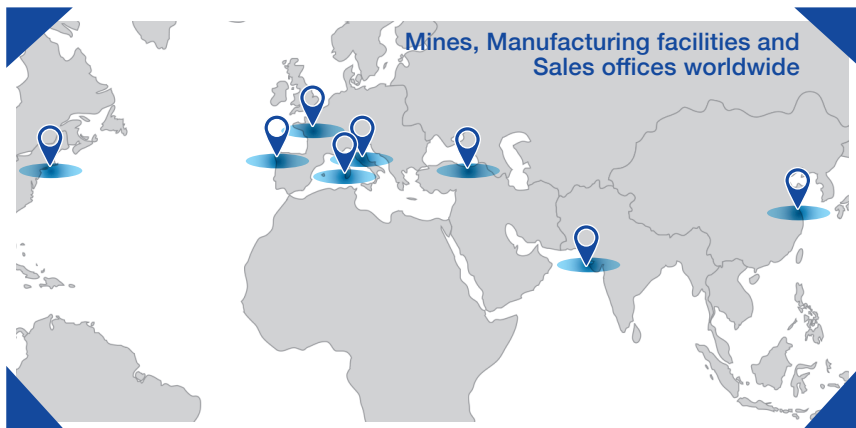 Mines, Manufacturing facilities and
Sales offices worldwide